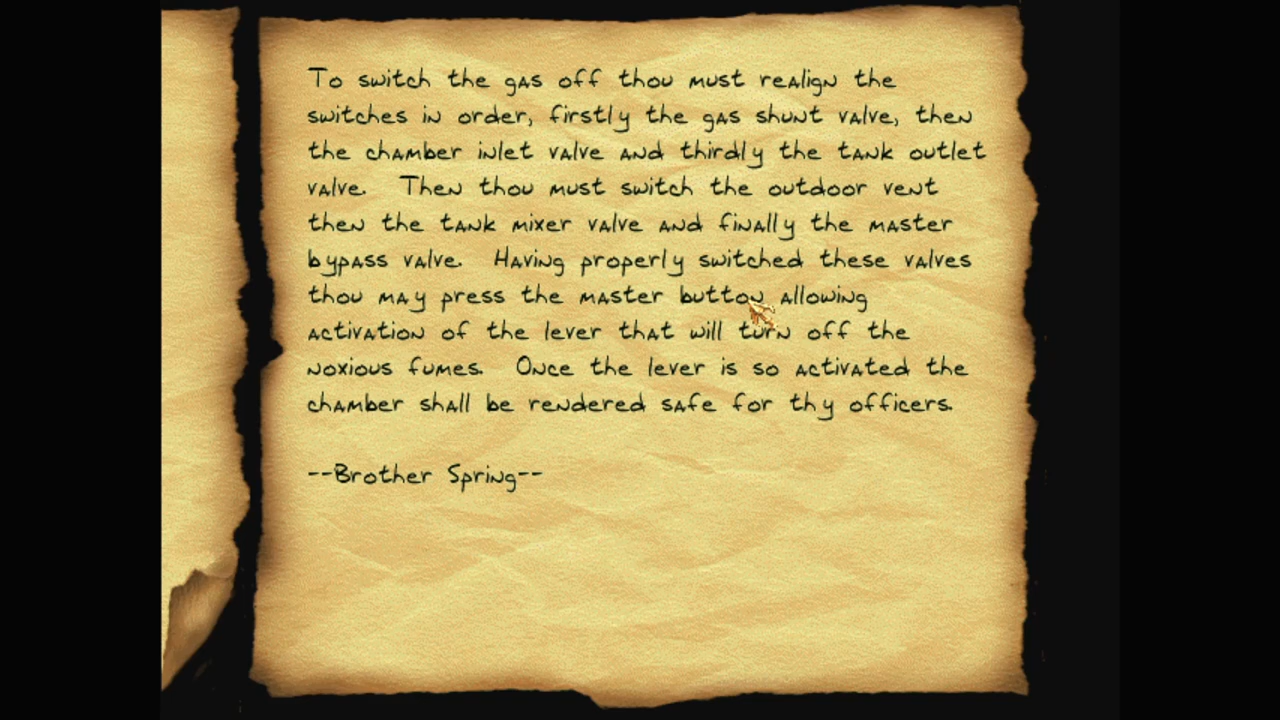 To switch the gas off thou must realign the
switches in order, firstly the gas shunt valve, then
the chamber inlet valve and thirdly the tank outlet
valve.  Then thou must switch the outdoor vent
then the tank mixer valve and finally the master
bypass valve.  Having properly switched these valves
thou may press the master button allowing
activation of the lever that will turn off the
noxious fumes.  Once the lever is so activated the
chamber shall be rendered safe for thy officers.
--Brother Spring--